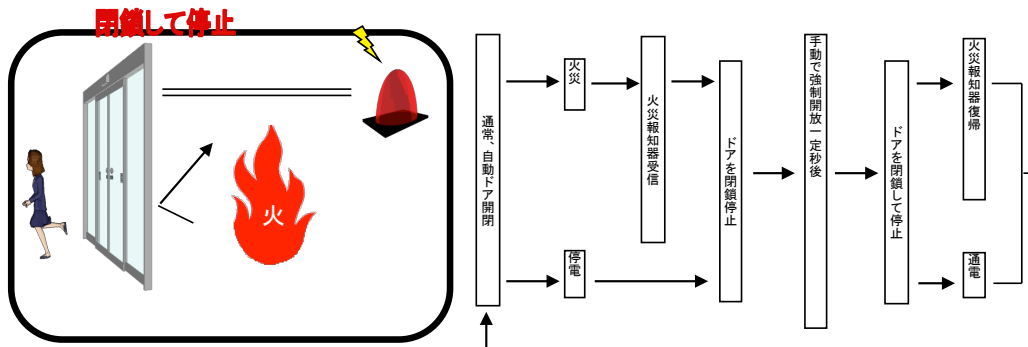 閉鎖して停止
火
通常、自動ドア開閉
火災
火災報知器受信
停電
ドアを閉鎖停止
手動で強制開放一定秒後
ドアを閉鎖して停止
火災報知器復帰
通電